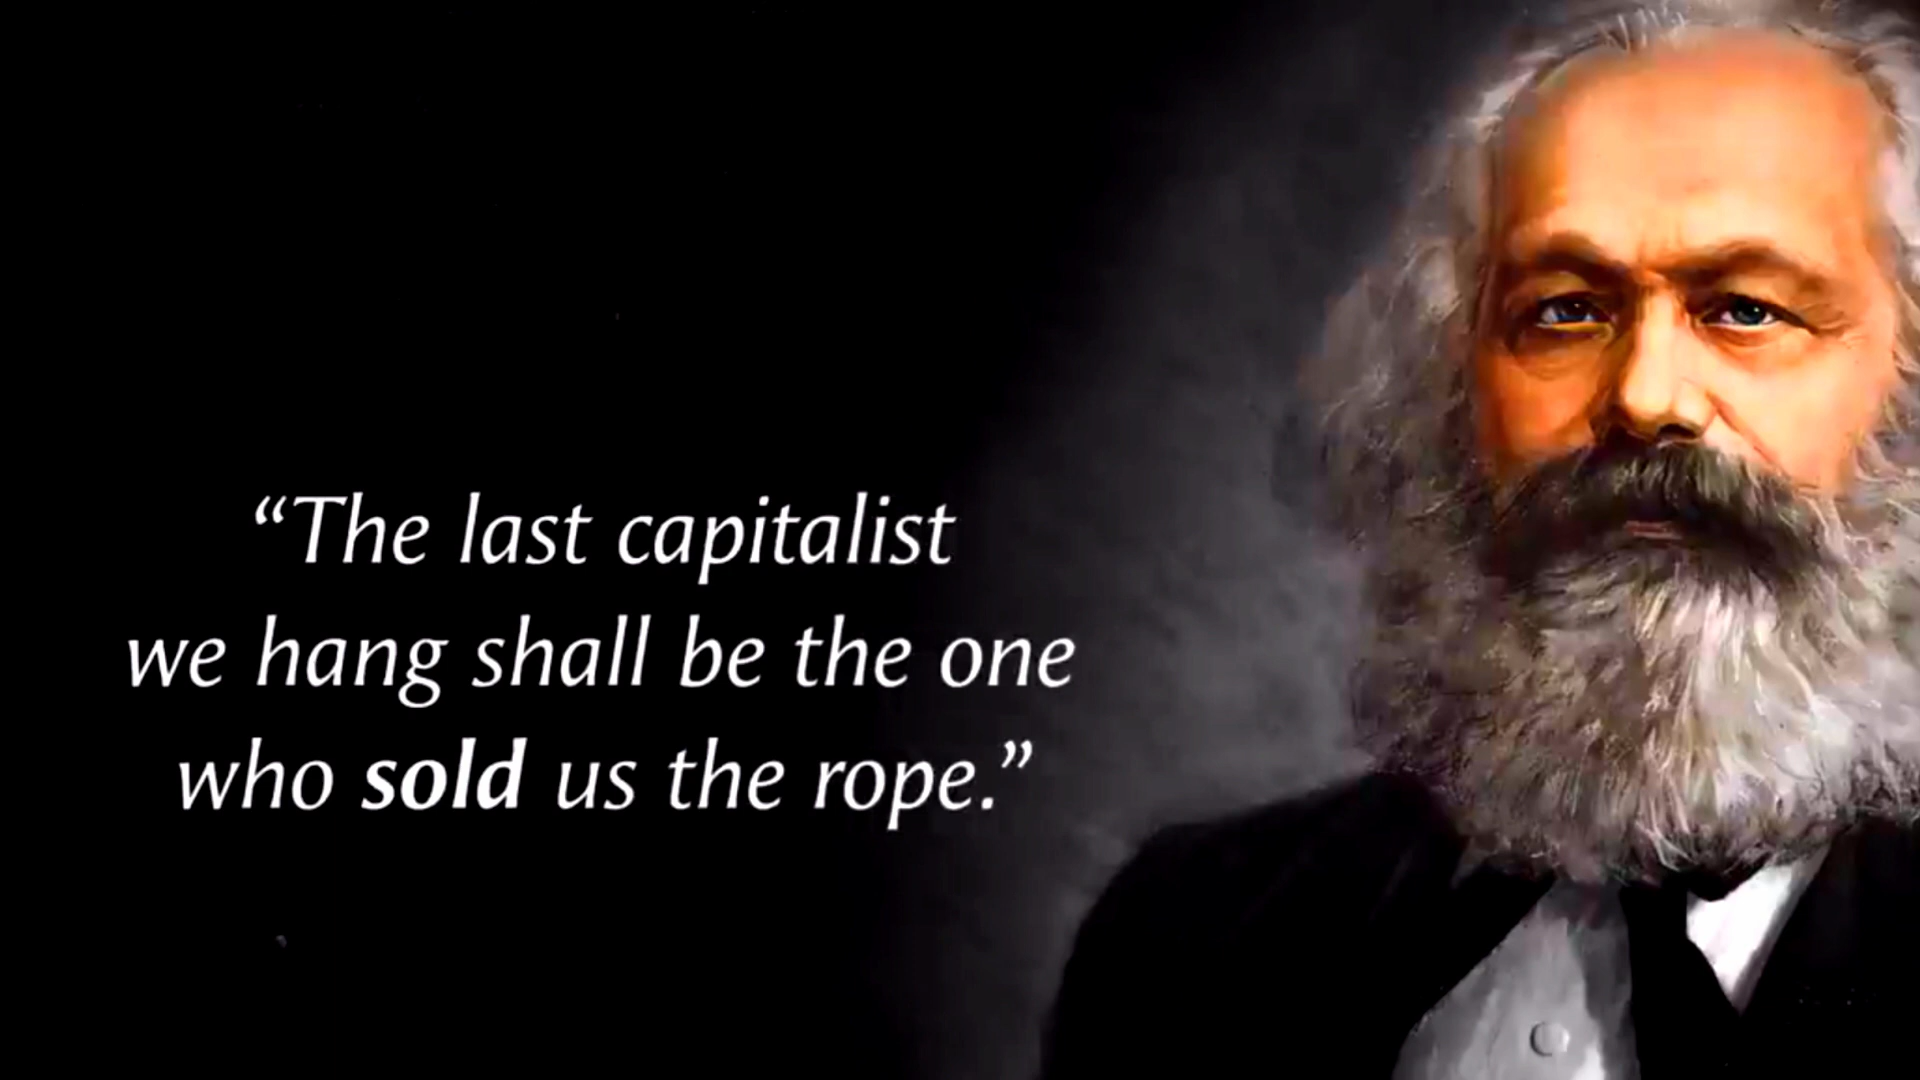 “The last capitalist
we hang shall be the one
who sold us the rope.”